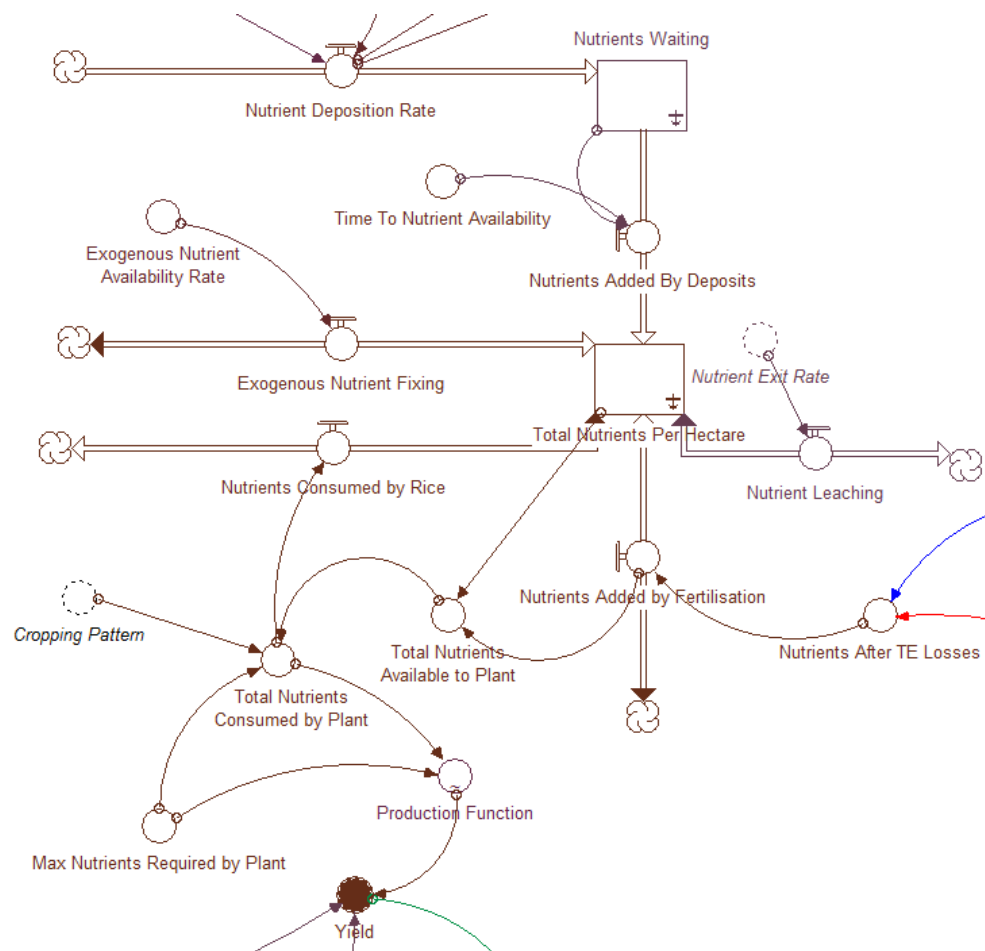 Nutrients Waiting
Nutrient Deposition Rate
Time To Nutrient Availability
Exogenous Nutrient
Availability Rate
Nutrients Added By Deposits
Exogenous Nutrient Fixing
Nutrient Exit Rate
Total Nutrients Per Hectare
Nutrients Consumed by Rice
Nutrient Leaching
Nutrients Added by Fertilisation
Cropping Pattern
Total Nutrients
Available to Plant
Nutrients After TE Losses
Total Nutrients
Consumed by Plant
Production Function
Max Nutrients Required by Plant
Yield